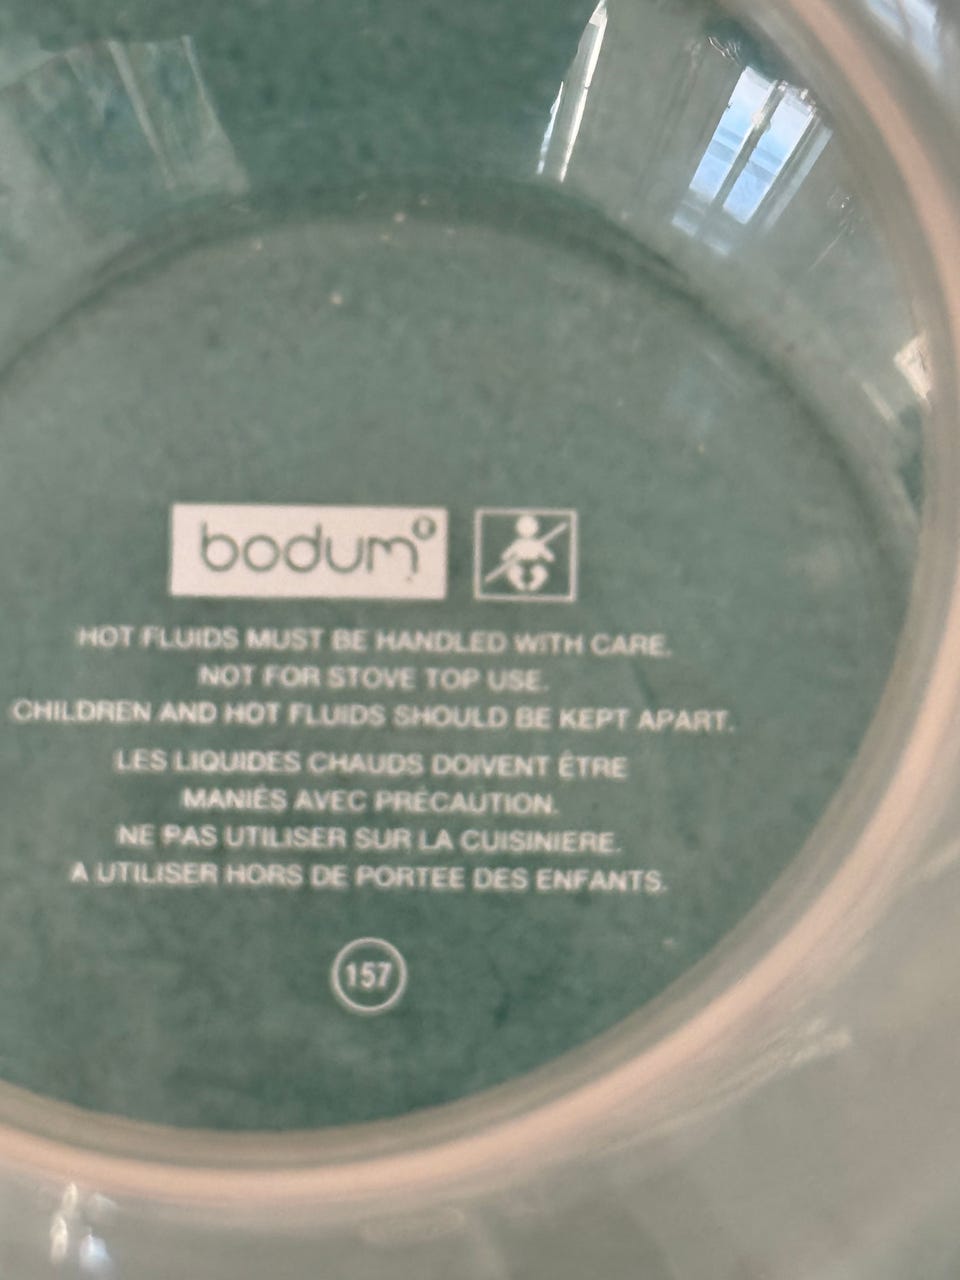 bodum®
HOT FLUIDS MUST BE HANDLED WITH CARE.
NOT FOR STOVE TOP USE.
CHILDREN AND HOT FLUIDS SHOULD BE KEPT APART.
LES LIQUIDES CHAUDS DOIVENT ÊTRE
MANIÉS AVEC PRÉCAUTION.
NE PAS UTILISER SUR LA CUISINIERE.
A UTILISER HORS DE PORTEE DES ENFANTS.
157